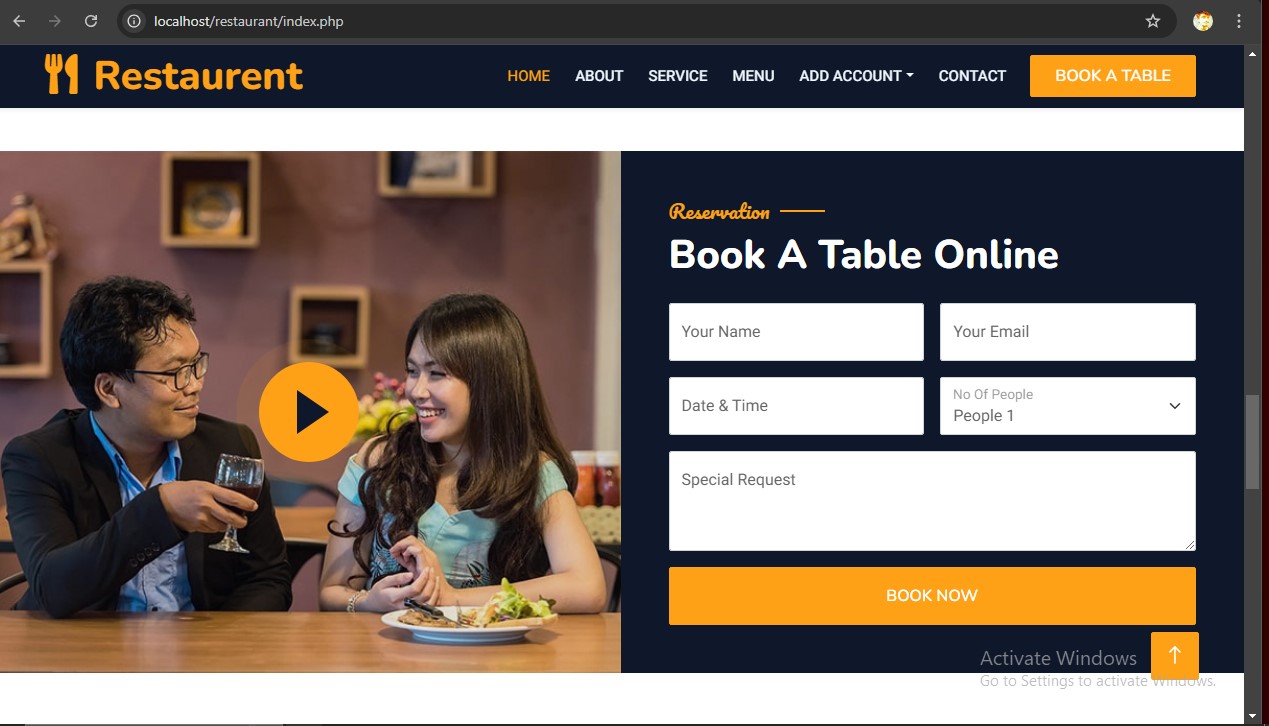 localhost/restaurant/index.php
Restaurent
HOME ABOUT SERVICE MENU ADD ACCOUNT CONTACT BOOK A TABLE
Reservation
Book A Table Online
Your Name
Your Email
Date & Time
No Of People
People 1
Special Request
BOOK NOW
Activate Windows
Go to Settings to activate Windows.